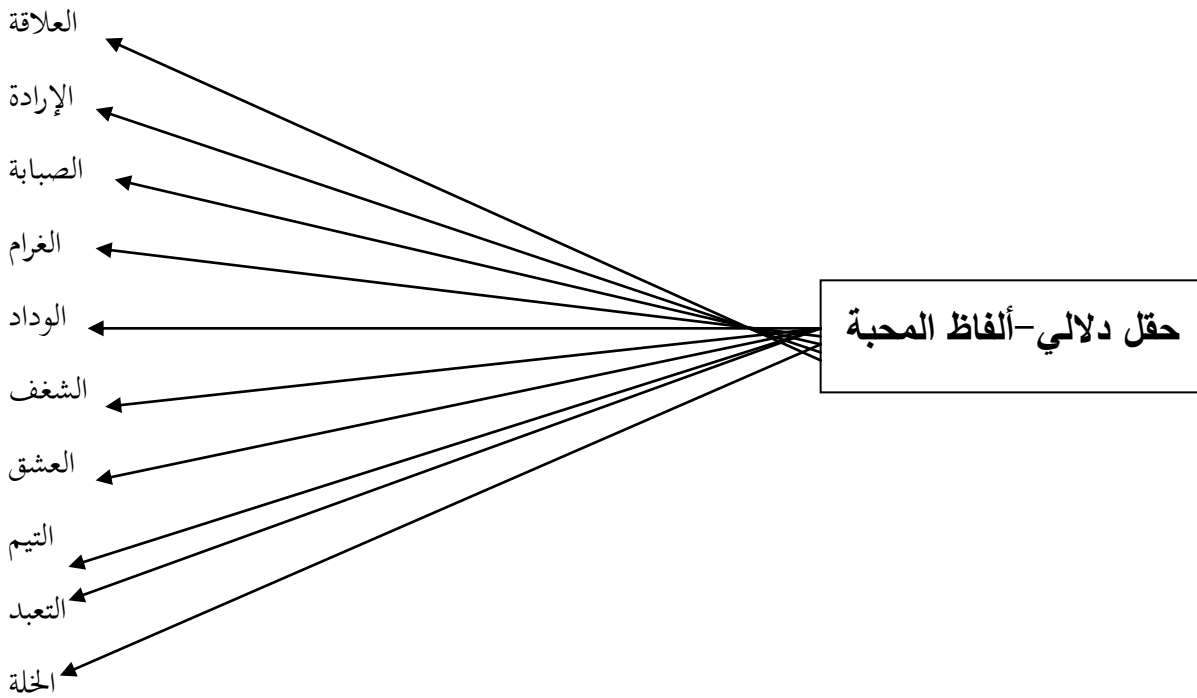 حقل دلالي-ألفاظ المحبة
العلاقة
الإرادة
الصبابة
الغرام
الوداد
الشغف
العشق
التيم
التعبد
الخلة